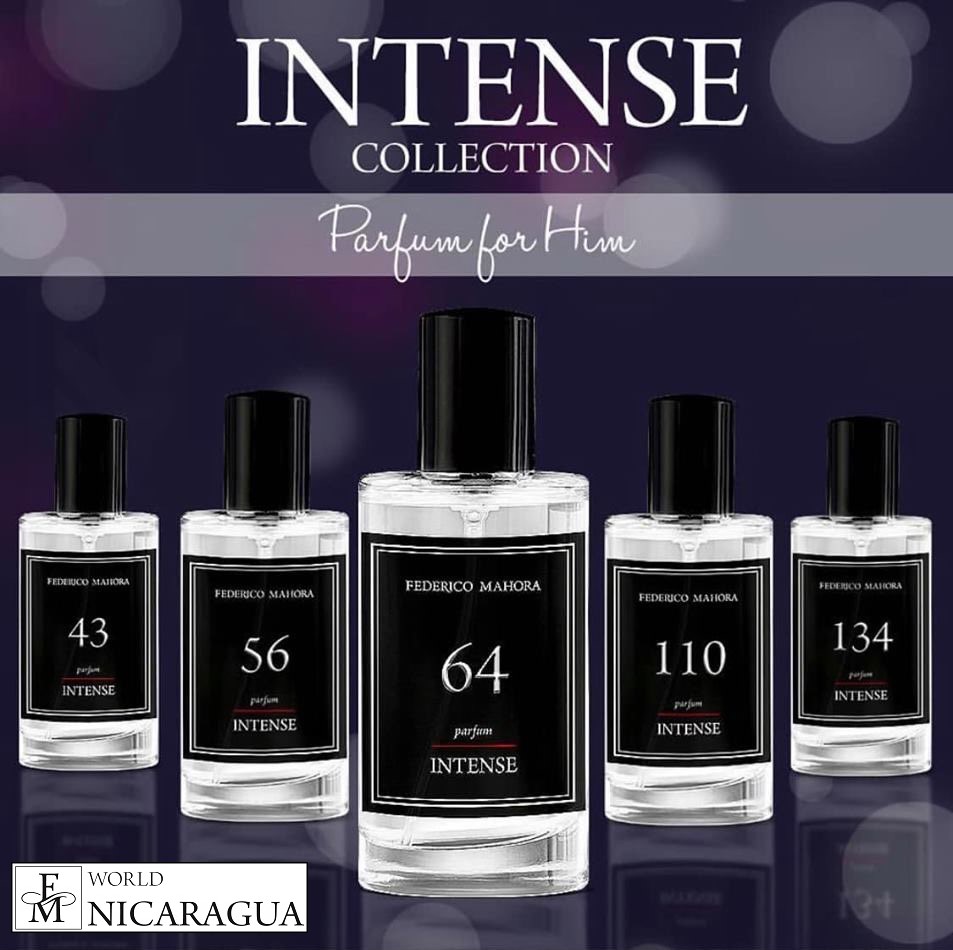 INTENSE
COLLECTION
Parfum for Him
FEDERICO MAHORA
43
parfum
INTENSE
FEDERICO MAHORA
56
parfum
INTENSE
FEDERICO MAHORA
64
parfum
INTENSE
FEDERICO MAHORA
110
parfum
INTENSE
FEDERICO MAHORA
134
parfum
INTENSE
FM
WORLD
NICARAGUA